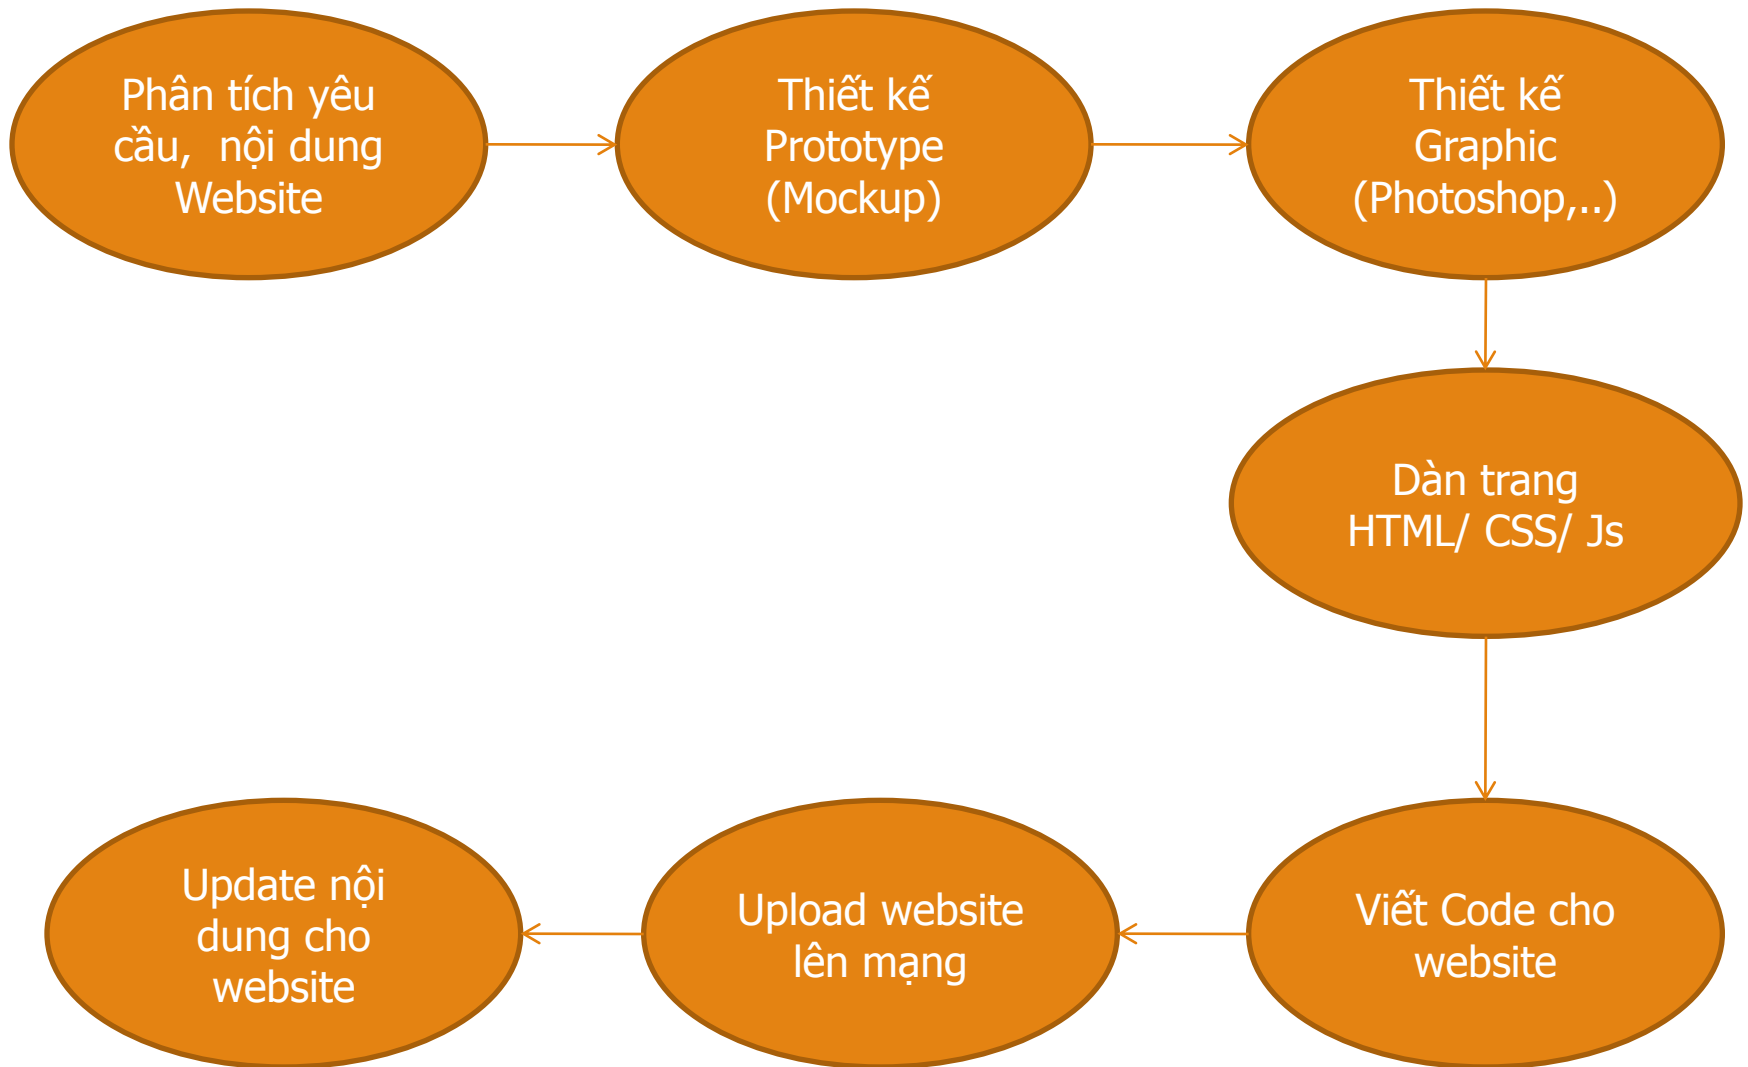 Phân tích yêu
cầu,  nội dung
Website
Thiết kế
Prototype
(Mockup)
Thiết kế
Graphic
(Photoshop,..)
Dàn trang
HTML/ CSS/ Js
Viết Code cho
website
Upload website
lên mạng
Update nội
dung cho
website